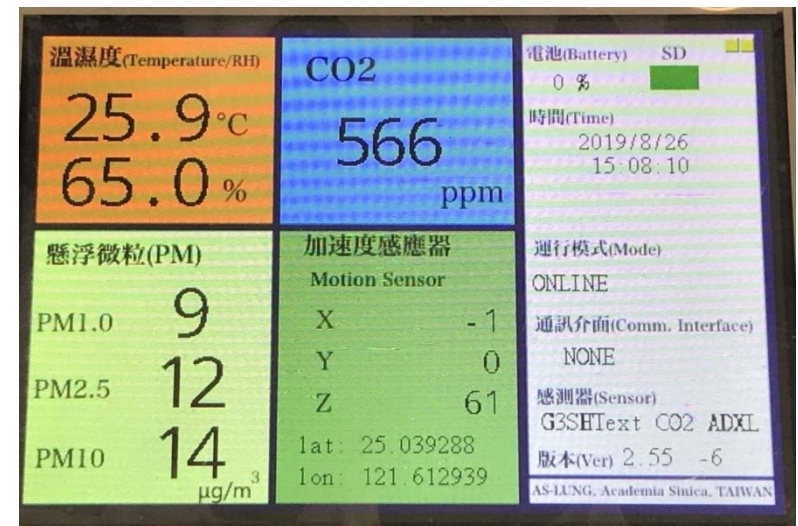 溫濕度(Temperature/RH)
25.9 °C
65.0 %
CO2
566
ppm
電池(Battery) SD
0 %
時間(Time)
2019/8/26
15:08:10
懸浮微粒(PM)
PM1.0 9
PM2.5 12
PM10 14
μg/m³
加速度感應器
Motion Sensor
X -1
Y 0
Z 61
lat: 25.039288
lon: 121.612939
運行模式(Mode)
ONLINE
通訊介面(Comm. Interface)
NONE
感測器(Sensor)
G3SHText CO2 ADXL
版本(Ver) 2.55 -6
AS-LUNG, Academia Sinica, TAIWAN